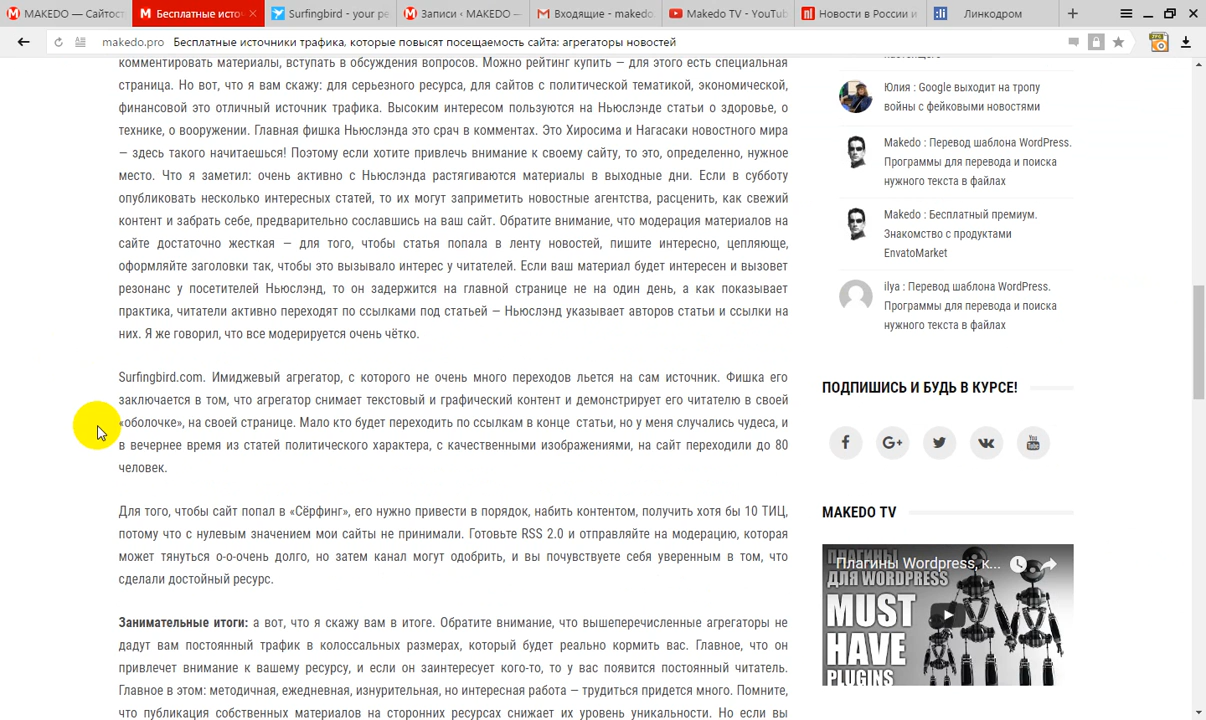 MAKEDO — Сайтост
Бесплатные исто
Surfingbird - your pe
Записи ‹ MAKEDO —
Входящие - makedo
Makedo TV - YouTub
Новости в России и
Линкодром
makedo.pro Бесплатные источники трафика, которые повысят посещаемость сайта: агрегаторы новостей
комментировать материалы, вступать в обсуждения вопросов. Можно рейтинг купить — для этого есть специальная
страница. Но вот, что я вам скажу: для серьезного ресурса, для сайтов с политической тематикой, экономической,
финансовой это отличный источник трафика. Высоким интересом пользуются на Ньюслэнде статьи о здоровье, о
технике, о вооружении. Главная фишка Ньюслэнда это срач в комментах. Это Хиросима и Нагасаки новостного мира
— здесь такого начитаешься! Поэтому если хотите привлечь внимание к своему сайту, то это, определенно, нужное
место. Что я заметил: очень активно с Ньюслэнда растягиваются материалы в выходные дни. Если в субботу
опубликовать несколько интересных статей, то их могут заприметить новостные агентства, расценить, как свежий
контент и забрать себе, предварительно сославшись на ваш сайт. Обратите внимание, что модерация материалов на
сайте достаточно жесткая — для того, чтобы статья попала в ленту новостей, пишите интересно, цепляюще,
оформляйте заголовки так, чтобы это вызывало интерес у читателей. Если ваш материал будет интересен и вызовет
резонанс у посетителей Ньюслэнд, то он задержится на главной странице не на один день, а как показывает
практика, читатели активно переходят по ссылкам под статьей — Ньюслэнд указывает авторов статьи и ссылки на
них. Я же говорил, что все модерируется очень чётко.
Surfingbird.com. Имиджевый агрегатор, с которого не очень много переходов льется на сам источник. Фишка его
заключается в том, что агрегатор снимает текстовый и графический контент и демонстрирует его читателю в своей
«оболочке», на своей странице. Мало кто будет переходить по ссылкам в конце статьи, но у меня случались чудеса, и
в вечернее время из статей политического характера, с качественными изображениями, на сайт переходили до 80
человек.
Для того, чтобы сайт попал в «Сёрфинг», его нужно привести в порядок, набить контентом, получить хотя бы 10 ТИЦ,
потому что с нулевым значением мои сайты не принимали. Готовьте RSS 2.0 и отправляйте на модерацию, которая
может тянуться о-о-очень долго, но затем канал могут одобрить, и вы почувствуете себя уверенным в том, что
сделали достойный ресурс.
Занимательные итоги: а вот, что я скажу вам в итоге. Обратите внимание, что вышеперечисленные агрегаторы не
дадут вам постоянный трафик в колоссальных размерах, который будет реально кормить вас. Главное, что он
привлечет внимание к вашему ресурсу, и если он заинтересует кого-то, то у вас появится постоянный читатель.
Главное в этом: методичная, ежедневная, изнурительная, но интересная работа — трудиться придется много. Помните,
что публикация собственных материалов на сторонних ресурсах снижает их уровень уникальности. Но если вы
Юлия : Google выходит на тропу
войны с фейковыми новостями
Makedo : Перевод шаблона WordPress.
Программы для перевода и поиска
нужного текста в файлах
Makedo : Бесплатный премиум.
Знакомство с продуктами
EnvatoMarket
ilya : Перевод шаблона WordPress.
Программы для перевода и поиска
нужного текста в файлах
ПОДПИШИСЬ И БУДЬ В КУРСЕ!
MAKEDO TV
Плагины Wordpress, к...
ПЛАГИНЫ
ДЛЯ WORDPRESS
MUST
HAVE
PLUGINS